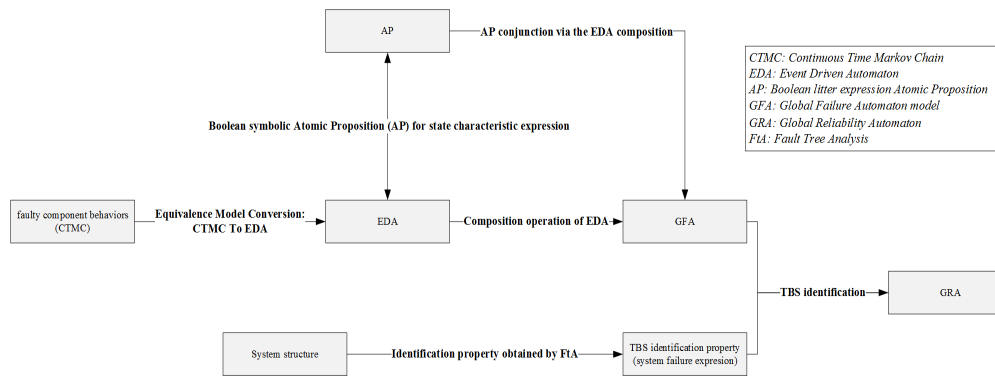 AP
AP conjunction via the EDA composition
CTMC: Continuous Time Markov Chain
EDA: Event Driven Automaton
AP: Boolean litter expression Atomic Proposition
GFA: Global Failure Automaton model
GRA: Global Reliability Automaton
FtA: Fault Tree Analysis
Boolean symbolic Atomic Proposition (AP) for state characteristic expression
faulty component behaviors
(CTMC)
Equivalence Model Conversion:
CTMC To EDA
EDA
Composition operation of EDA
GFA
TBS identification
GRA
System structure
Identification property obtained by FtA
TBS identification property
(system failure expresion)